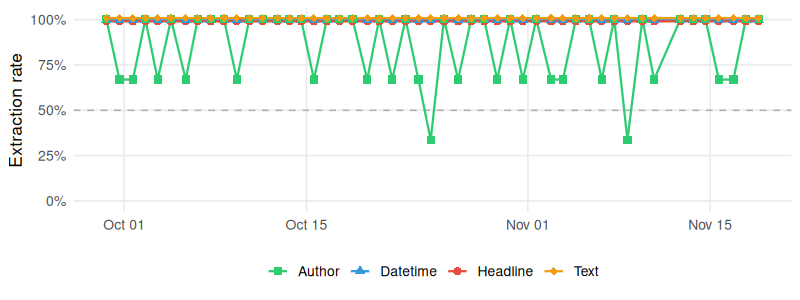 Extraction rate
100%
75%
50%
25%
0%
Oct 01 Oct 15 Nov 01 Nov 15
Author Datetime Headline Text